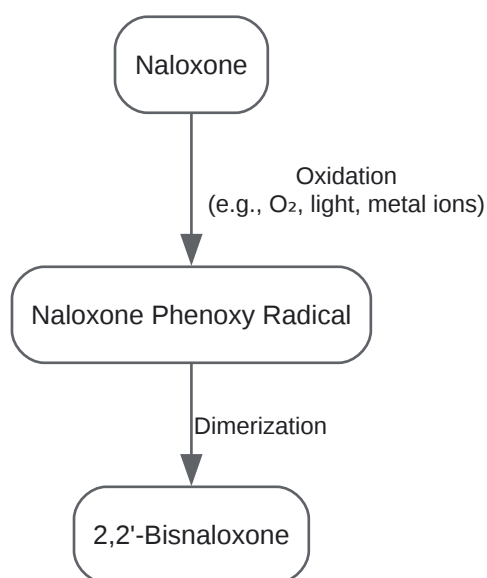 Naloxone
Oxidation
(e.g., O₂, light, metal ions)
Naloxone Phenoxy Radical
Dimerization
2,2'-Bisnaloxone